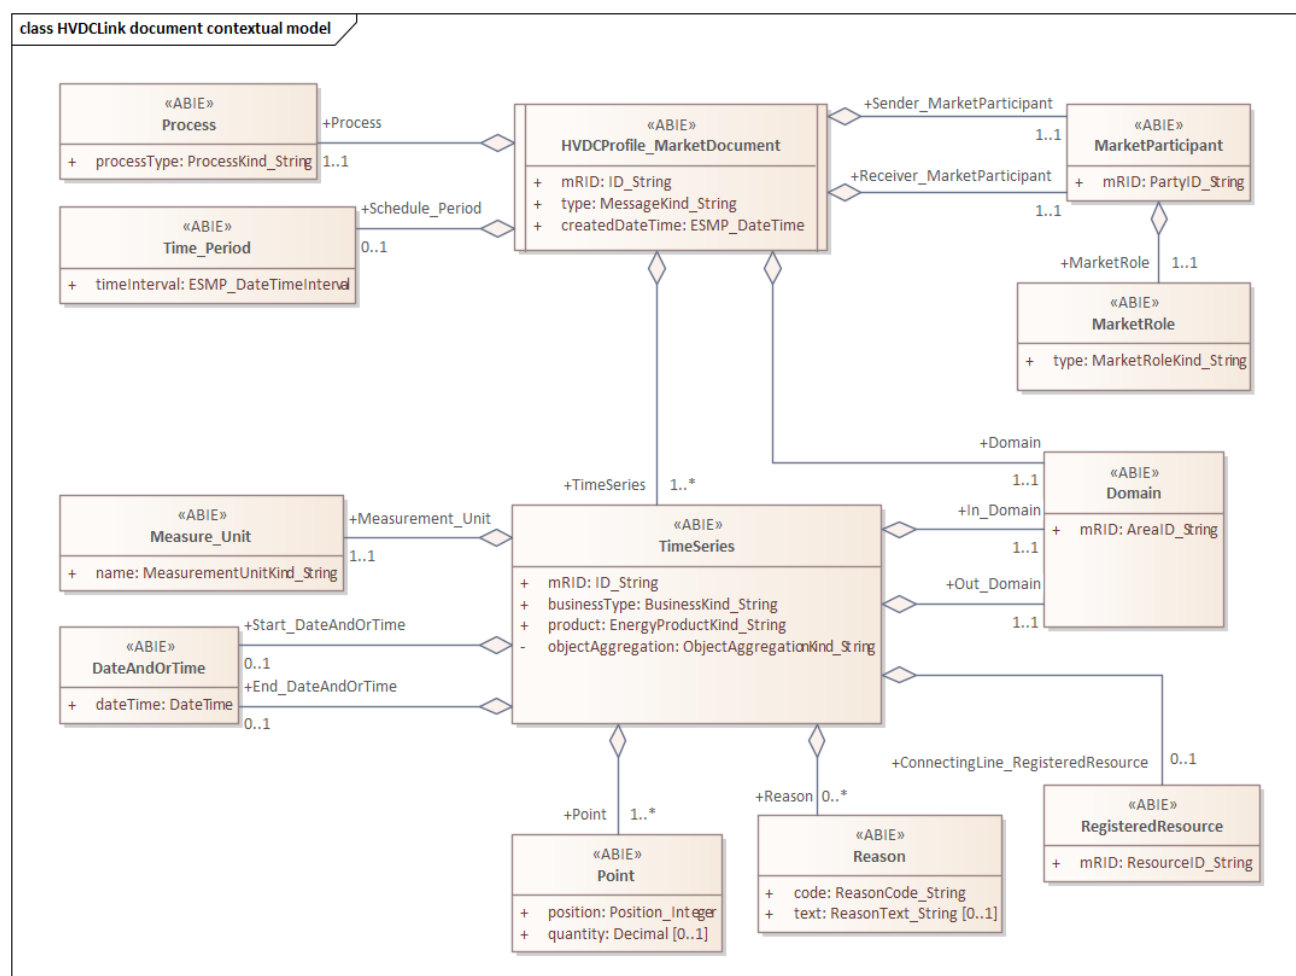 class HVDCLink document contextual model
«ABIE»
Process
+ processType: ProcessKind_String
+Process
1..1
«ABIE»
HVDCProfile_MarketDocument
+ mRID: ID_String
+ type: MessageKind_String
+ createdDateTime: ESMP_DateTime
+Sender_MarketParticipant
1..1
+Receiver_MarketParticipant
1..1
«ABIE»
MarketParticipant
+ mRID: PartyID_String
«ABIE»
Time_Period
+ timeInterval: ESMP_DateTimeInterval
+Schedule_Period
0..1
+MarketRole
1..1
«ABIE»
MarketRole
+ type: MarketRoleKind_String
+Domain
1..1
+In_Domain
1..1
+Out_Domain
1..1
«ABIE»
Domain
+ mRID: AreaID_String
+TimeSeries
1..*
«ABIE»
Measure_Unit
+ name: MeasurementUnitKind_String
+Measurement_Unit
1..1
«ABIE»
TimeSeries
+ mRID: ID_String
+ businessType: BusinessKind_String
+ product: EnergyProductKind_String
- objectAggregation: ObjectAggregationKind_String
«ABIE»
DateAndOrTime
+ dateTime: DateTime
+Start_DateAndOrTime
0..1
+End_DateAndOrTime
0..1
+ConnectingLine_RegisteredResource
0..1
+Point
1..*
+Reason
0..*
«ABIE»
Point
+ position: Position_Integer
+ quantity: Decimal [0..1]
«ABIE»
Reason
+ code: ReasonCode_String
+ text: ReasonText_String [0..1]
«ABIE»
RegisteredResource
+ mRID: ResourceID_String